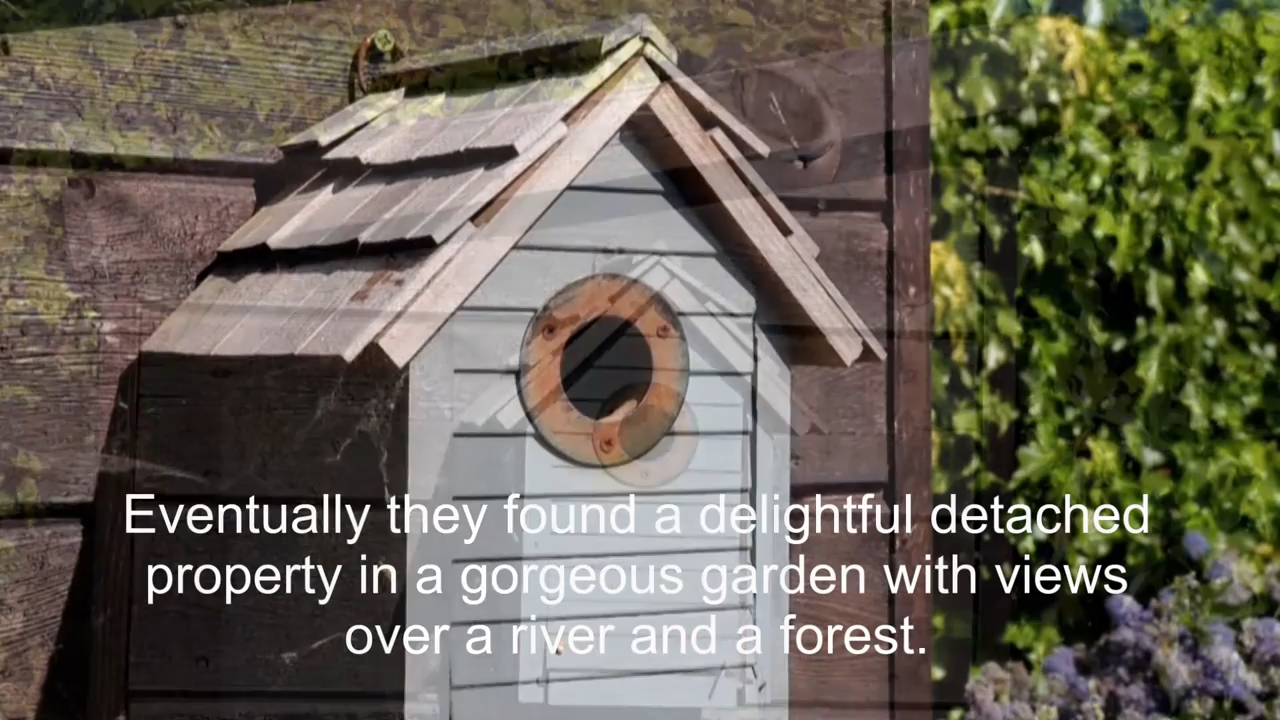 Eventually they found a delightful detached
property in a gorgeous garden with views
over a river and a forest.